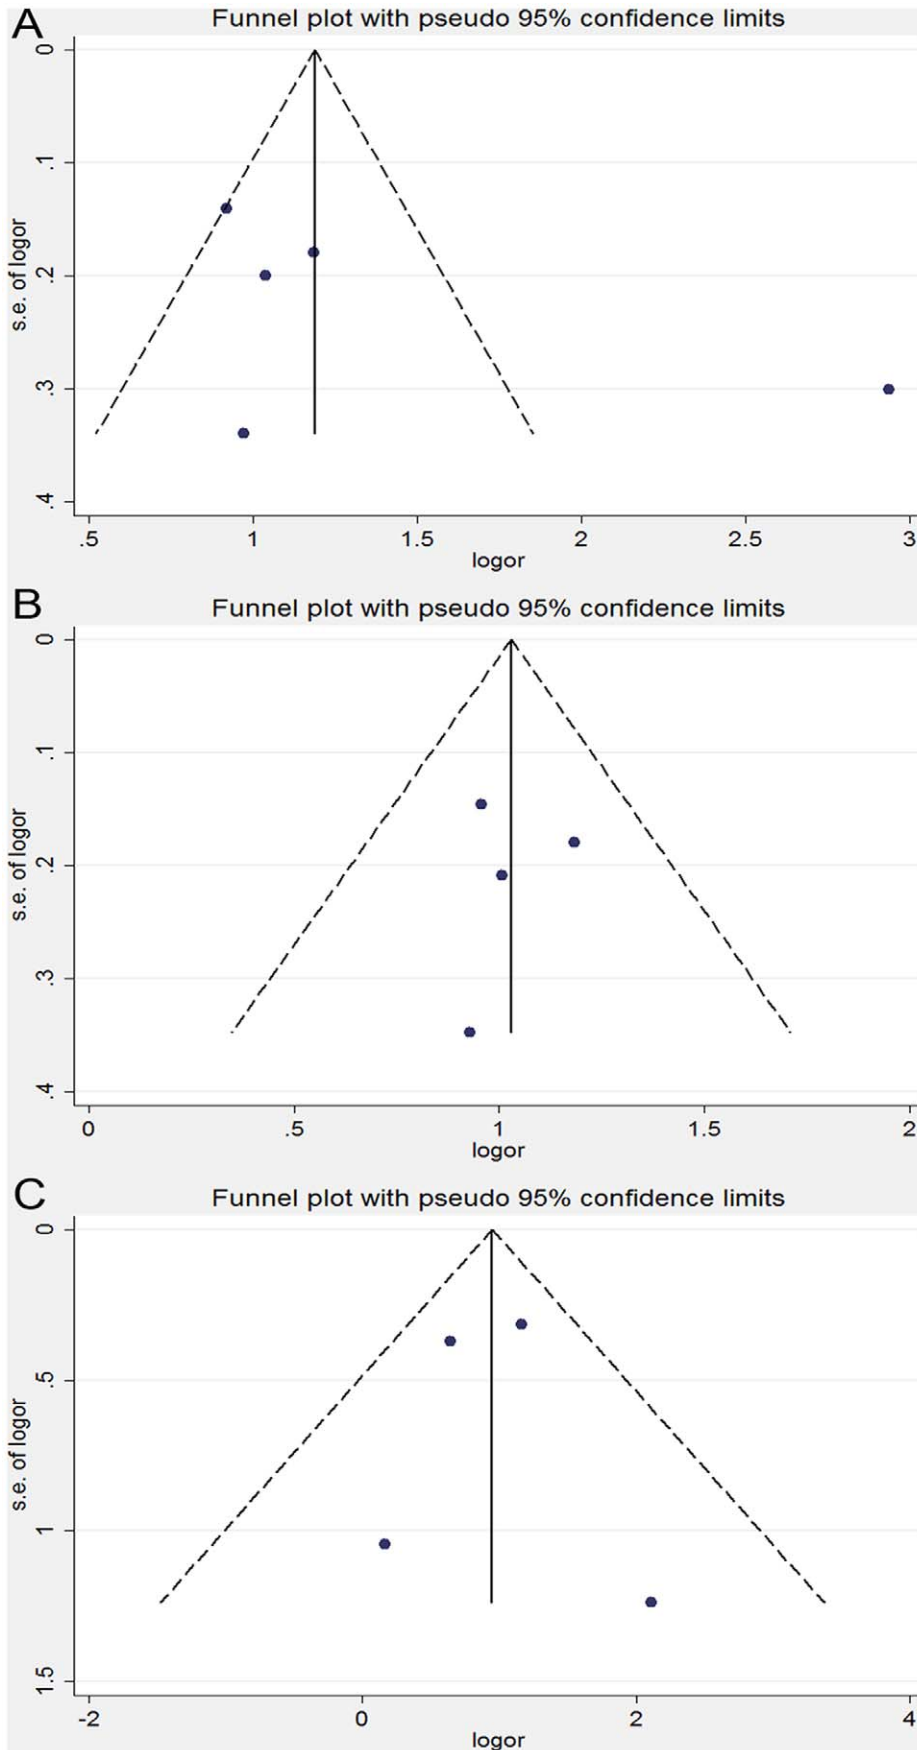 A
Funnel plot with pseudo 95% confidence limits
s.e. of logor
0
.1
.2
.3
.4
.5 1 1.5 2 2.5 3
logor
B
Funnel plot with pseudo 95% confidence limits
s.e. of logor
0
.1
.2
.3
.4
0 .5 1 1.5 2
logor
C
Funnel plot with pseudo 95% confidence limits
s.e. of logor
0
.5
1
1.5
-2 0 2 4
logor